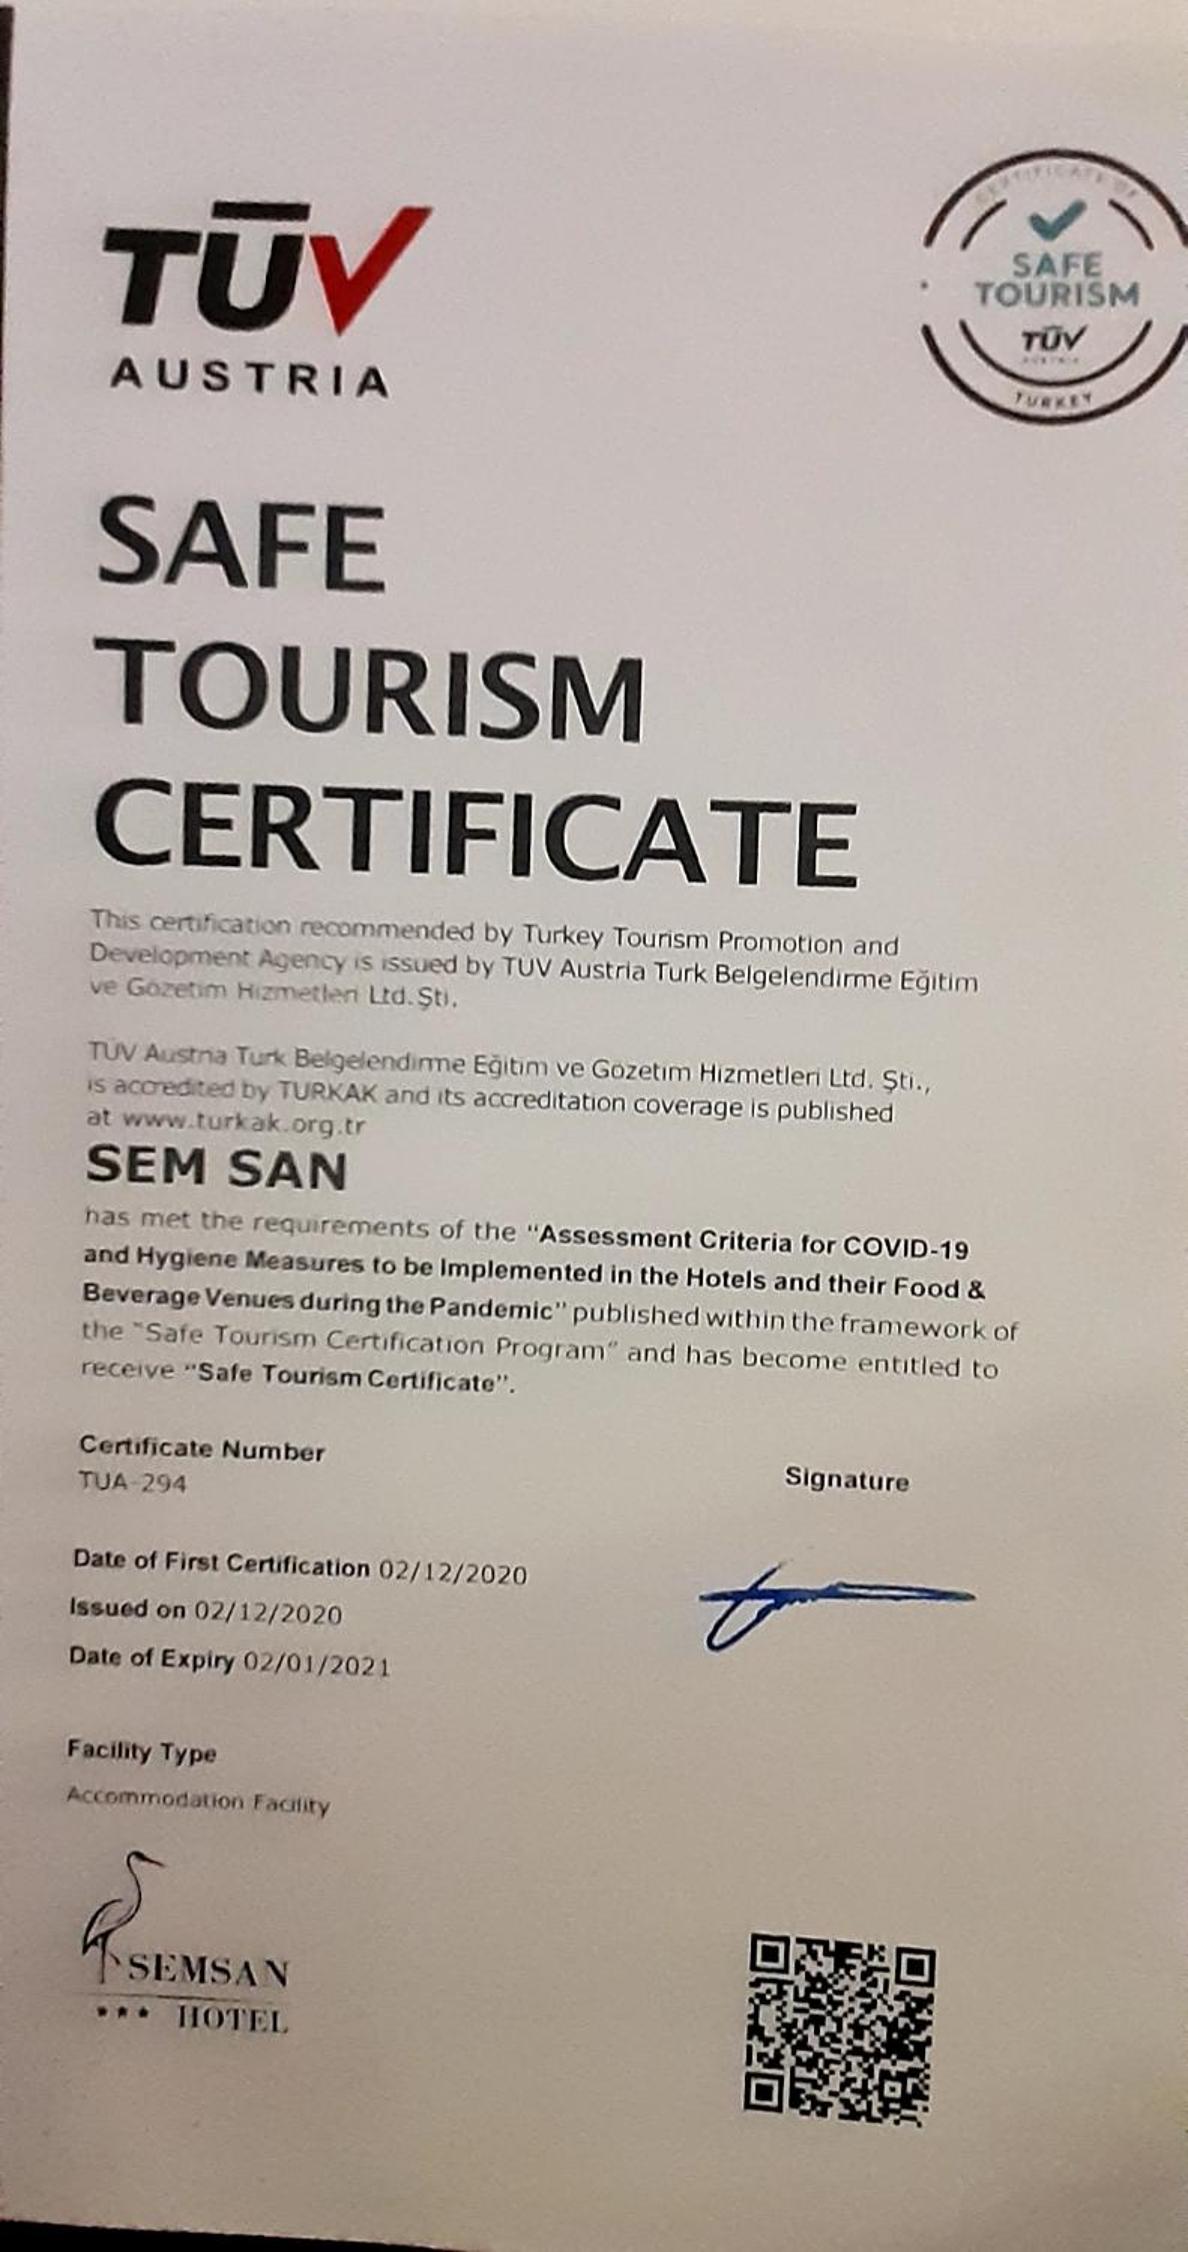 TÜV
AUSTRIA
CERTIFICATE OF
SAFE
TOURISM
TÜV
AUSTRIA
TURKEY
SAFE
TOURISM
CERTIFICATE
This certification recommended by Turkey Tourism Promotion and
Development Agency is issued by TUV Austria Turk Belgelendirme Eğitim
ve Gözetim Hizmetleri Ltd.Şti.
TÜV Austria Turk Belgelendirme Eğitim ve Gözetim Hizmetleri Ltd. Şti.,
is accredited by TURKAK and its accreditation coverage is published
at www.turkak.org.tr
SEM SAN
has met the requirements of the "Assessment Criteria for COVID-19
and Hygiene Measures to be Implemented in the Hotels and their Food &
Beverage Venues during the Pandemic" published within the framework of
the "Safe Tourism Certification Program" and has become entitled to
receive "Safe Tourism Certificate".
Certificate Number
TUA-294
Signature
Date of First Certification 02/12/2020
Issued on 02/12/2020
Date of Expiry 02/01/2021
Facility Type
Accommodation Facility
SEMSAN
*** HOTEL